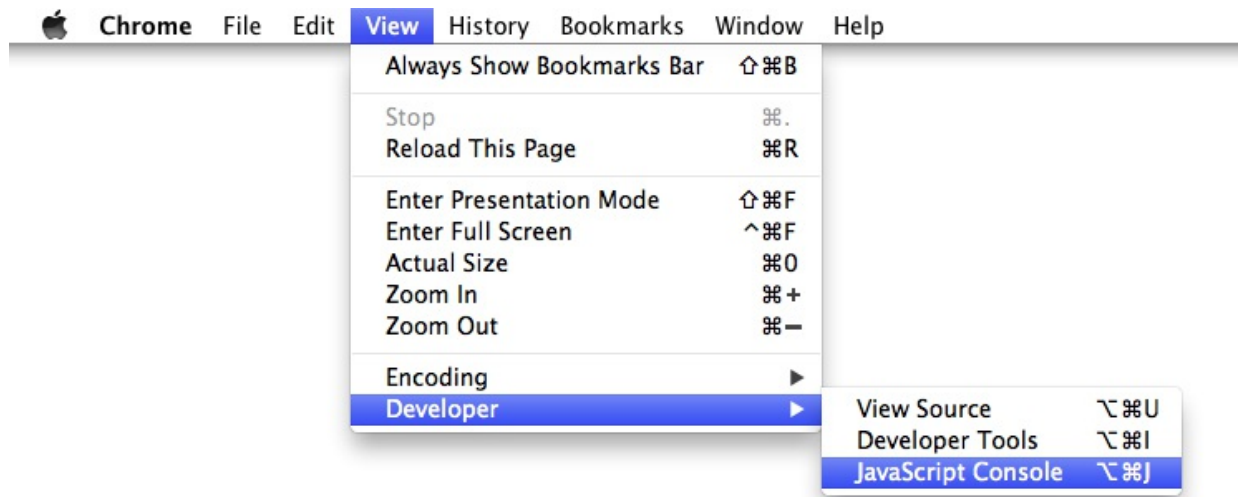 Chrome File Edit View History Bookmarks Window Help
Always Show Bookmarks Bar ⇧⌘B
Stop ⌘.
Reload This Page ⌘R
Enter Presentation Mode ⇧⌘F
Enter Full Screen ^⌘F
Actual Size ⌘0
Zoom In ⌘+
Zoom Out ⌘−
Encoding ▶
Developer ▶
View Source ⌥⌘U
Developer Tools ⌥⌘I
JavaScript Console ⌥⌘J